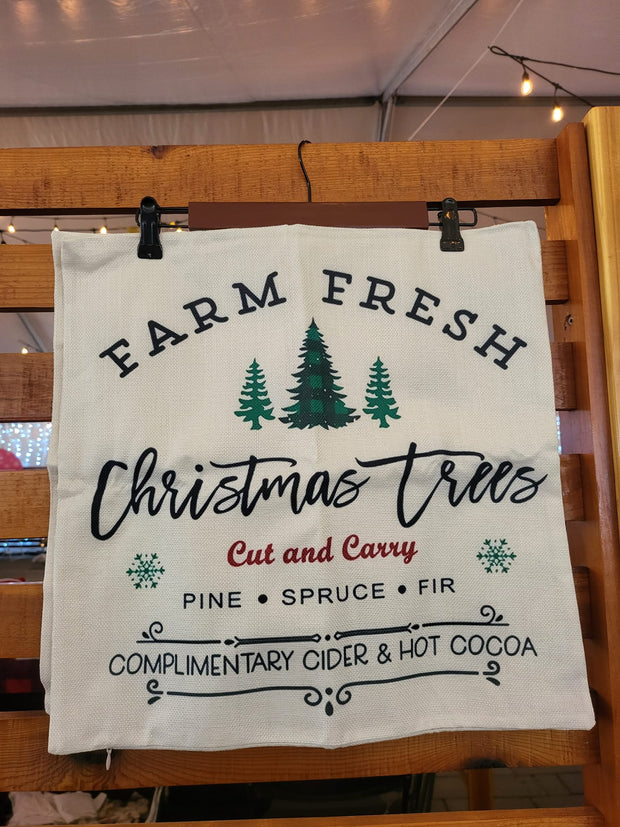 FARM FRESH
Christmas Trees
Cut and Carry
PINE • SPRUCE • FIR
COMPLIMENTARY CIDER & HOT COCOA